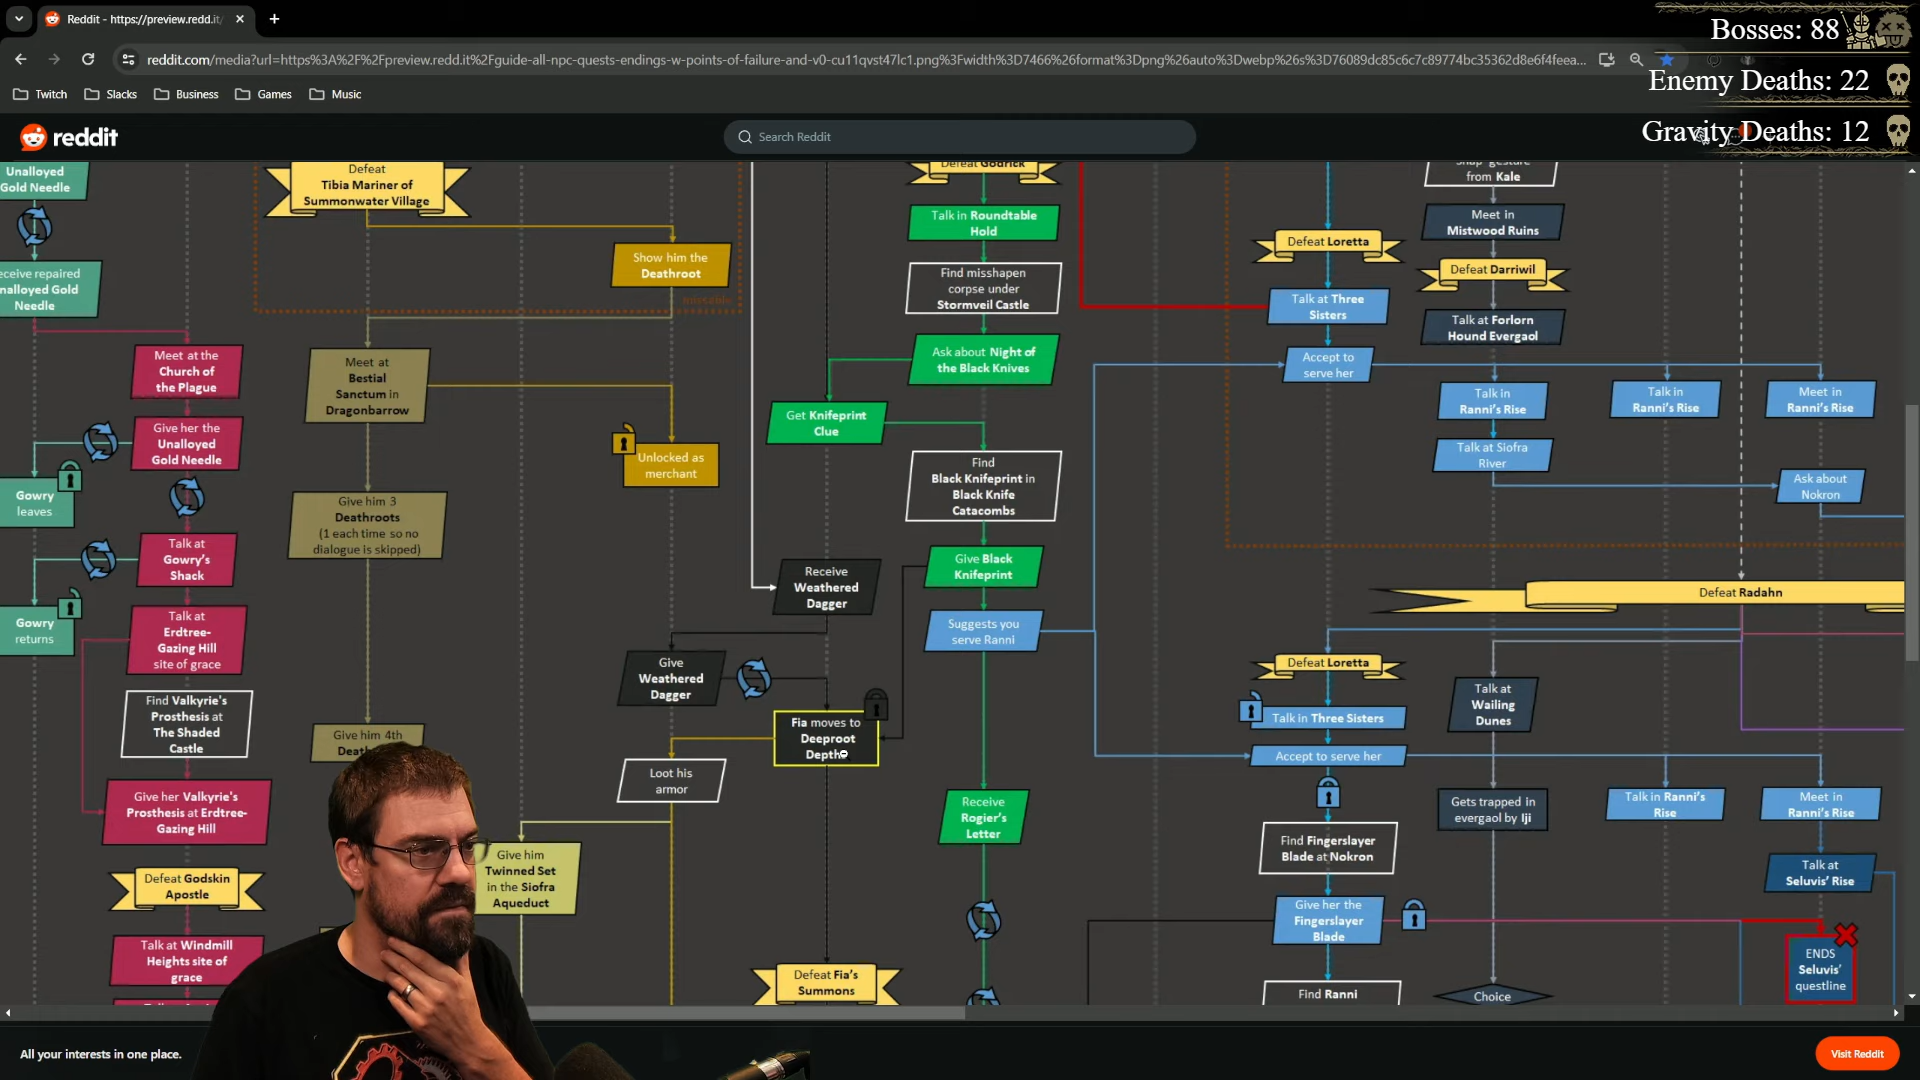 Reddit - https://preview.redd.it/
Bosses: 88
reddit.com/media?url=https%3A%2F%2Fpreview.redd.it%2Fguide-all-npc-quests-endings-w-points-of-failure-and-v0-cu11qvst47lc1.png%3Fwidth%3D7466%26format%3Dpng%26auto%3Dwebp%26s%3D76089dc85c6c7c89774bc35362d8e6f4feea...
Enemy Deaths: 22
Twitch
Slacks
Business
Games
Music
reddit
Search Reddit
Gravity Deaths: 12
Unalloyed
Gold Needle
Receive repaired
Unalloyed Gold
Needle
Meet at the
Church of
the Plague
Give her the
Unalloyed
Gold Needle
Gowry
leaves
Talk at
Gowry's
Shack
Gowry
returns
Talk at
Erdtree-
Gazing Hill
site of grace
Find Valkyrie's
Prosthesis at
The Shaded
Castle
Give her Valkyrie's
Prosthesis at Erdtree-
Gazing Hill
Defeat Godskin
Apostle
Talk at Windmill
Heights site of
grace
Defeat
Tibia Mariner of
Summonwater Village
Show him the
Deathroot
Meet at
Bestial
Sanctum in
Dragonbarrow
Unlocked as
merchant
Give him 3
Deathroots
(1 each time so no
dialogue is skipped)
Give him 4th
Give him
Twinned Set
in the Siofra
Aqueduct
Give
Weathered
Dagger
Loot his
armor
Receive
Weathered
Dagger
Fia moves to
Deeproot
Depths
Defeat Fia's
Summons
Defeat Godrick
Talk in Roundtable
Hold
Find misshapen
corpse under
Stormveil Castle
Ask about Night of
the Black Knives
Get Knifeprint
Clue
Find
Black Knifeprint in
Black Knife
Catacombs
Give Black
Knifeprint
Suggests you
serve Ranni
Receive
Rogier's
Letter
Defeat Loretta
Talk at Three
Sisters
Accept to
serve her
Snap gesture
from Kale
Meet in
Mistwood Ruins
Defeat Darriwil
Talk at Forlorn
Hound Evergaol
Talk in
Ranni's Rise
Talk at Siofra
River
Talk in
Ranni's Rise
Meet in
Ranni's Rise
Ask about
Nokron
Defeat Radahn
Defeat Loretta
Talk in Three Sisters
Accept to serve her
Find Fingerslayer
Blade at Nokron
Give her the
Fingerslayer
Blade
Find Ranni
Talk at
Wailing
Dunes
Gets trapped in
evergaol by Iji
Choice
Talk in Ranni's
Rise
Meet in
Ranni's Rise
Talk at
Seluvis' Rise
ENDS
Seluvis'
questline
All your interests in one place.
Visit Reddit